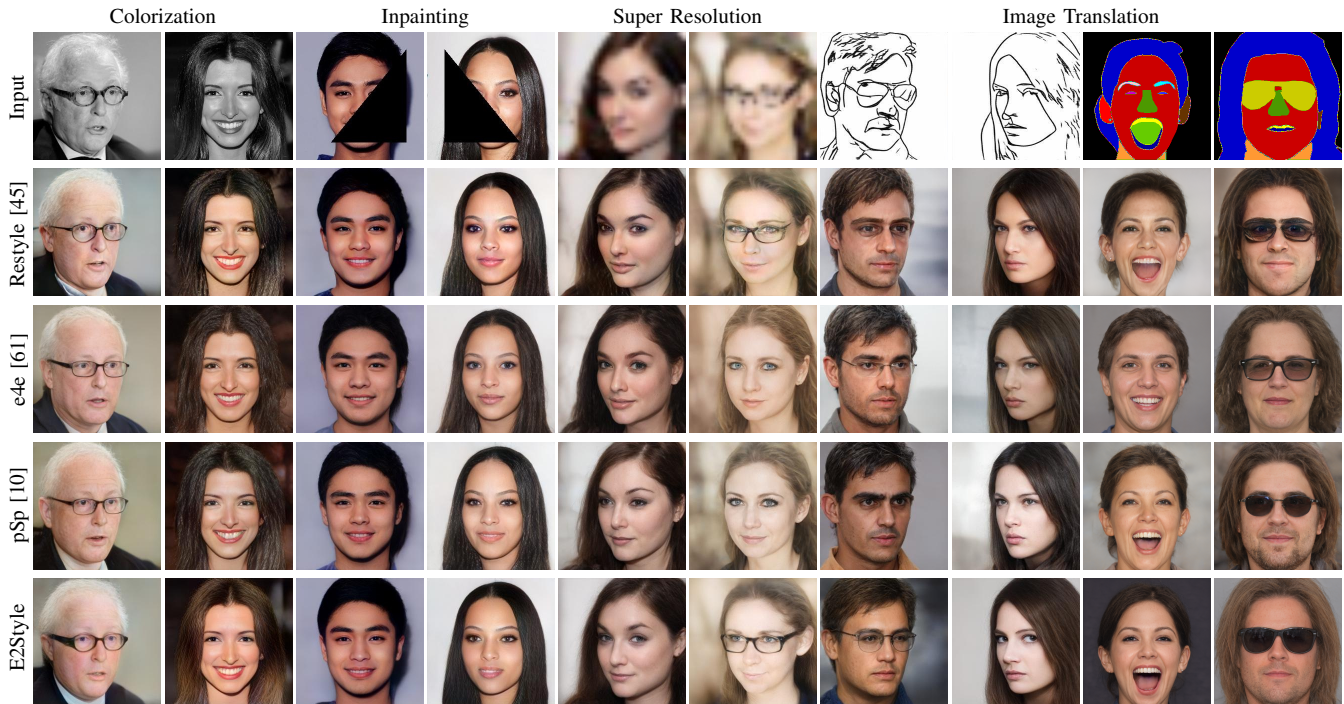 Colorization Inpainting Super Resolution Image Translation
Input
Restyle [45]
e4e [61]
pSp [10]
E2Style